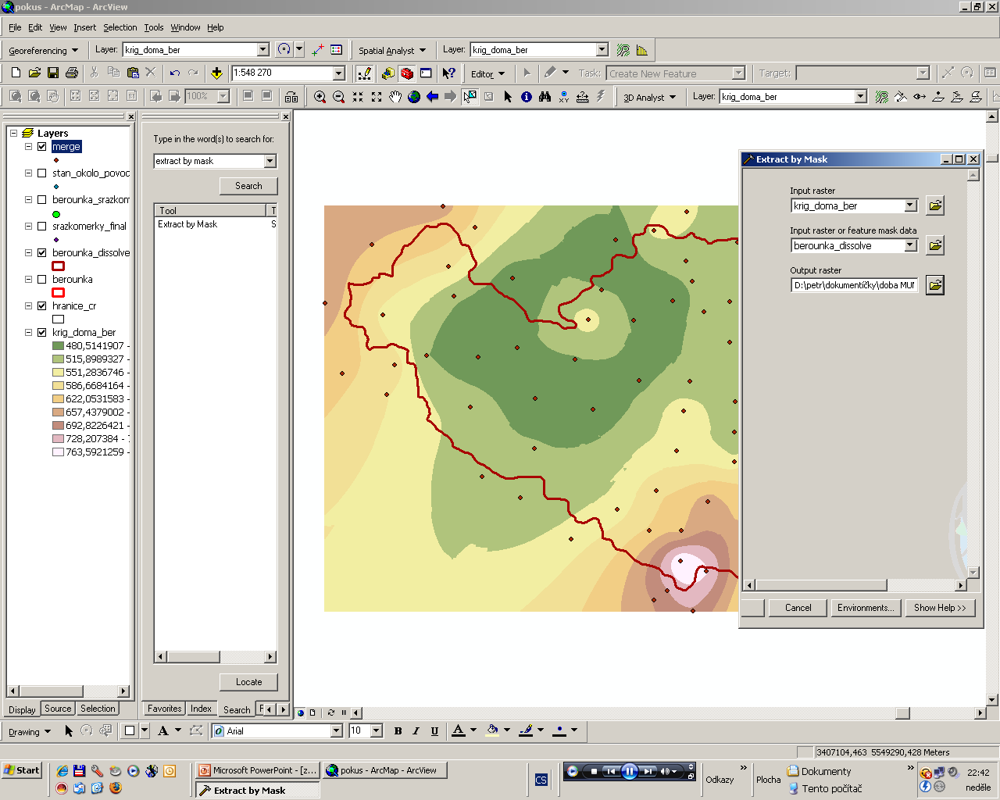 pokus - ArcMap - ArcView
File Edit View Insert Selection Tools Window Help
Georeferencing Layer: krig_doma_ber Spatial Analyst Layer: krig_doma_ber
1:548 270 Editor Task: Create New Feature Target:
100% 3D Analyst Layer: krig_doma_ber
Layers
merge
stan_okolo_povoc
berounka_srazkom
srazkomerky_final
berounka_dissolve
berounka
hranice_cr
krig_doma_ber
480,5141907 -
515,8989327 -
551,2836746 -
586,6684164 -
622,0531583 -
657,4379002 -
692,8226421 -
728,207384 -
763,5921259 -
Display Source Selection
Type in the word(s) to search for:
extract by mask
Search
Tool T
Extract by Mask S
Locate
Favorites Index Search F
Extract by Mask
Input raster
krig_doma_ber
Input raster or feature mask data
berounka_dissolve
Output raster
D:\petr\dokumentíčky\doba MUN
Cancel Environments... Show Help >>
Drawing A Arial 10 B I U A
3407104,463 5549290,428 Meters
Start Microsoft PowerPoint - [z... pokus - ArcMap - ArcView
Extract by Mask
CS
Odkazy » Plocha
Dokumenty »
Tento počítač
22:42
neděle